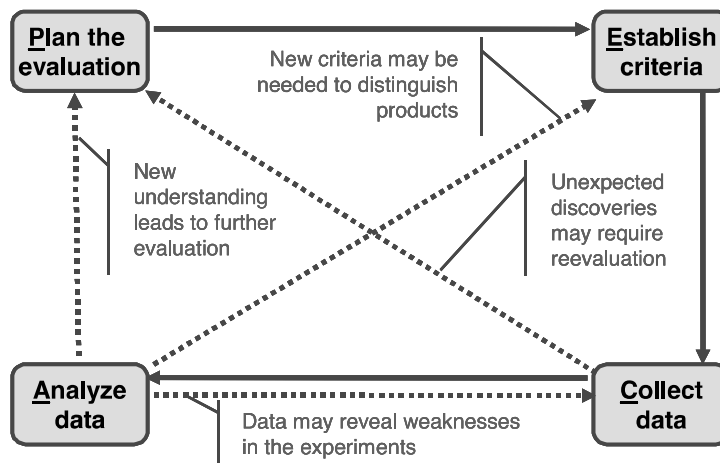 Plan the
evaluation
Establish
criteria
New criteria may be
needed to distinguish
products
New
understanding
leads to further
evaluation
Unexpected
discoveries
may require
reevaluation
Analyze
data
Collect
data
Data may reveal weaknesses
in the experiments